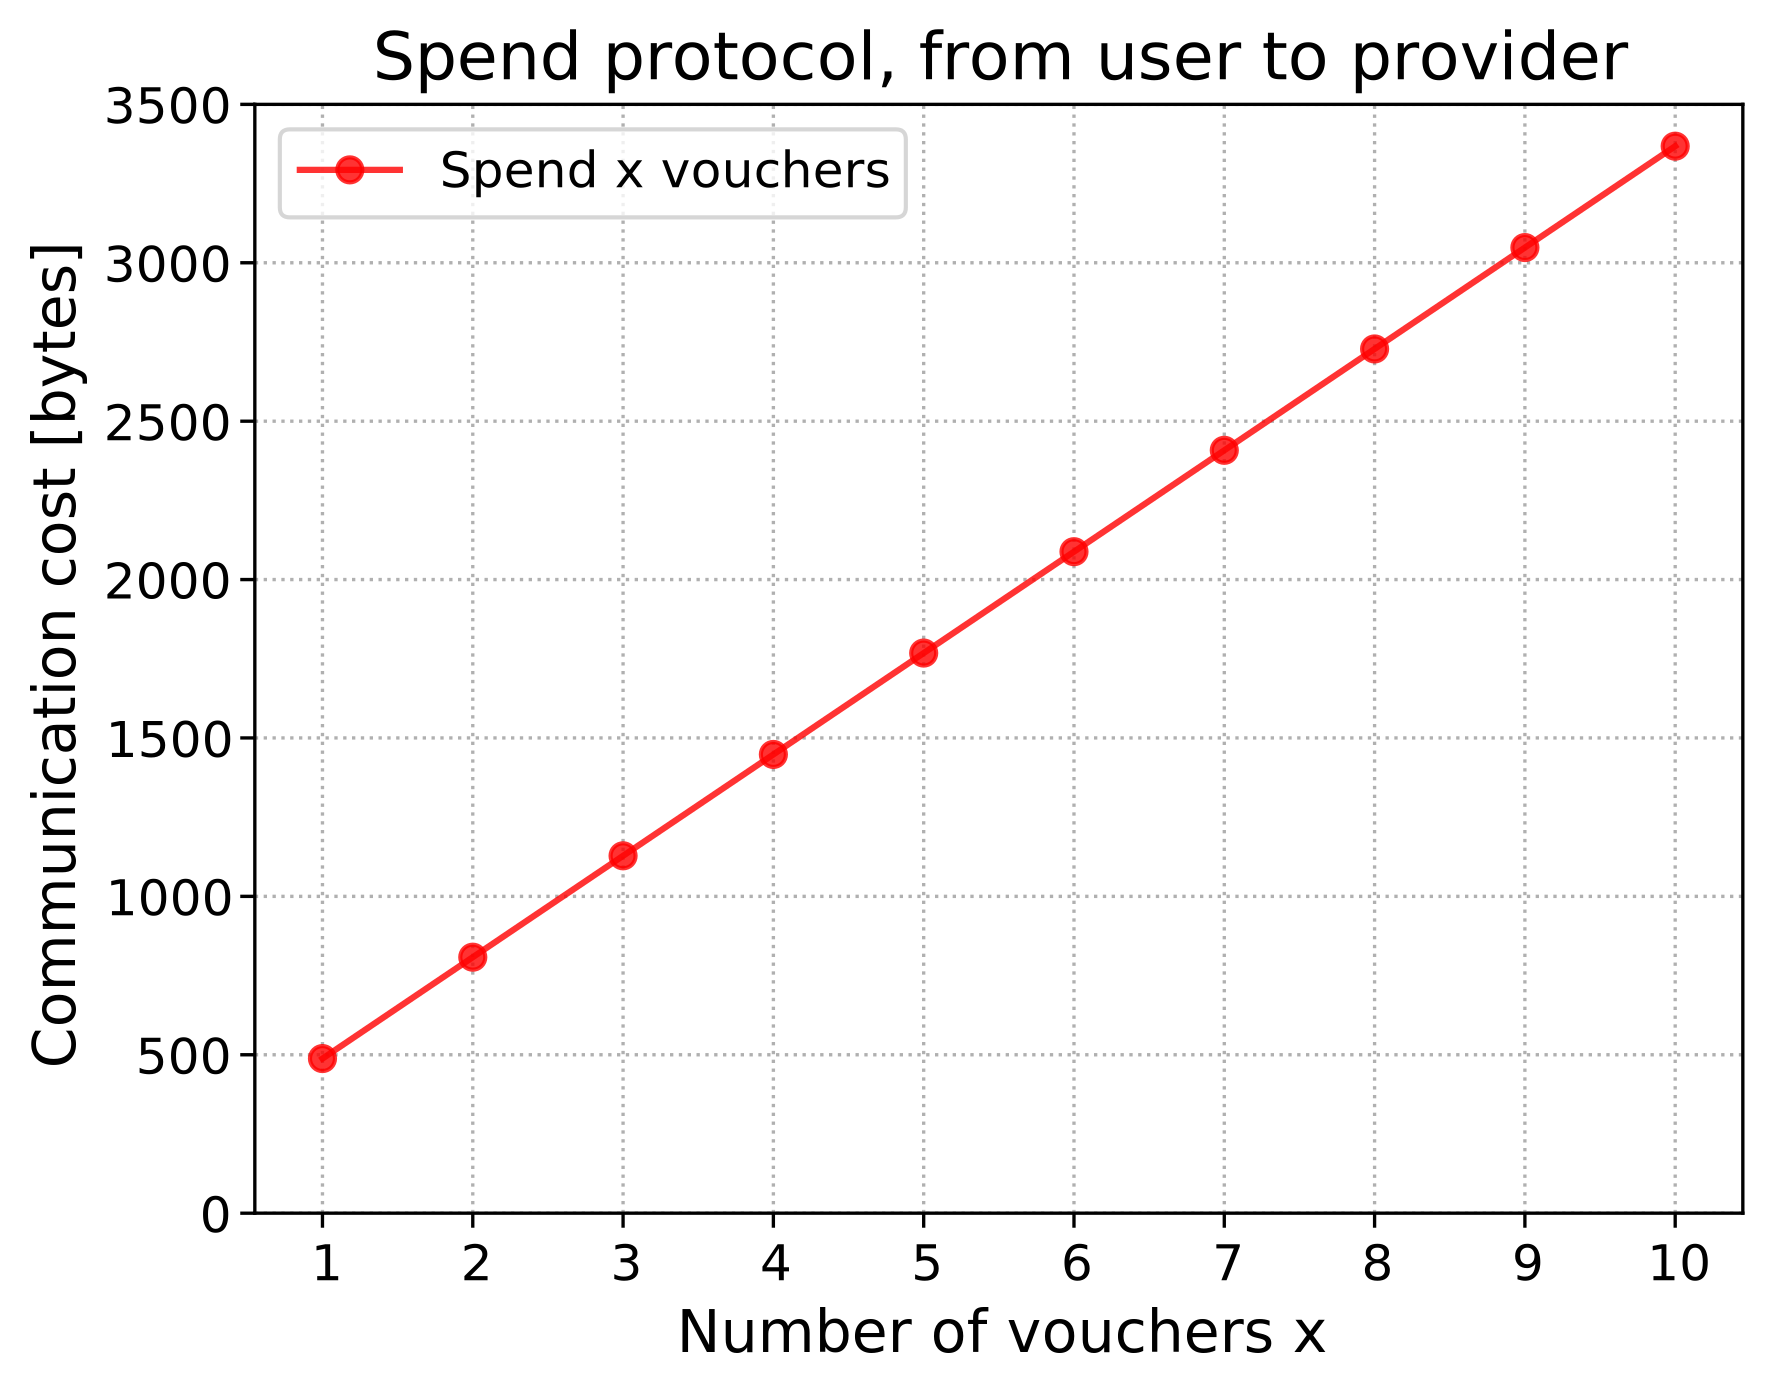 Spend protocol, from user to provider
Spend x vouchers
Communication cost [bytes]
3500
3000
2500
2000
1500
1000
500
0
1 2 3 4 5 6 7 8 9 10
Number of vouchers x